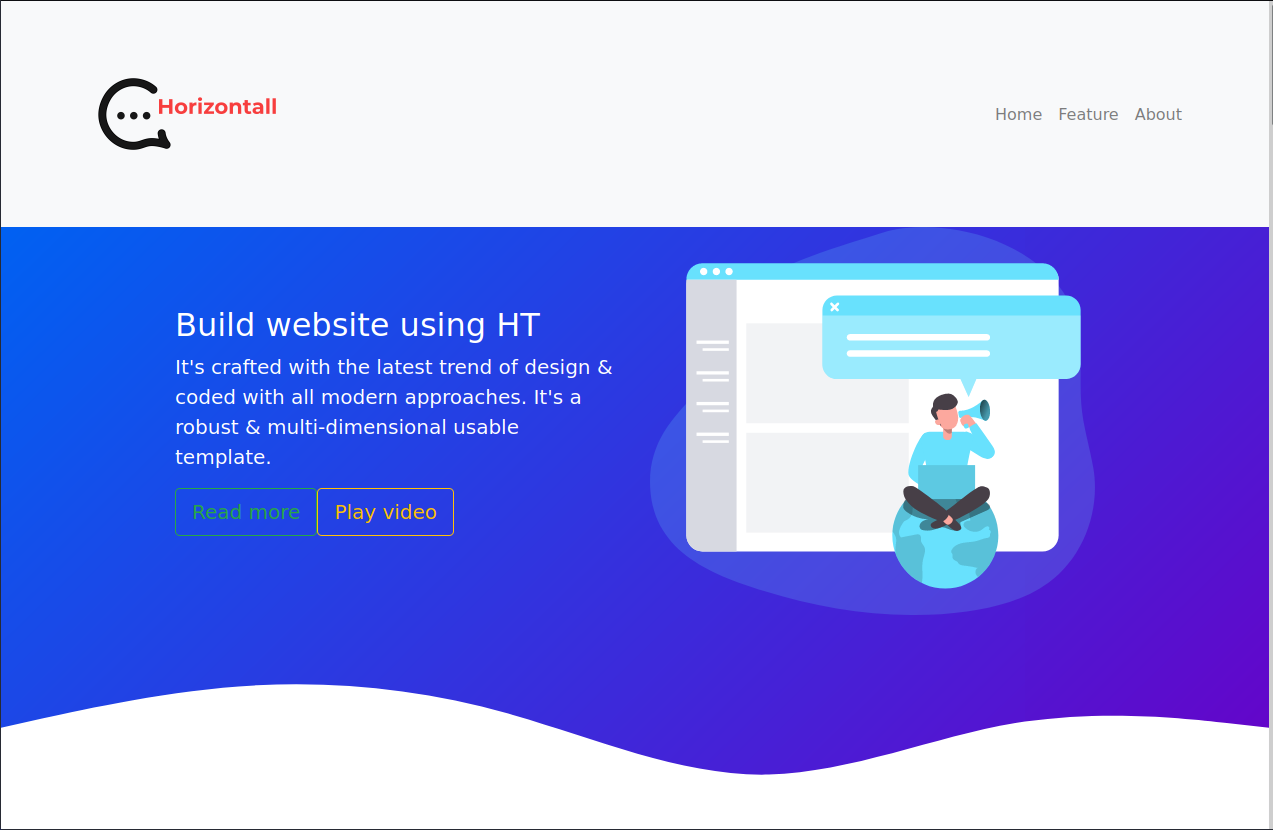 Horizontall
Home Feature About
Build website using HT
It's crafted with the latest trend of design &
coded with all modern approaches. It's a
robust & multi-dimensional usable
template.
Read more Play video